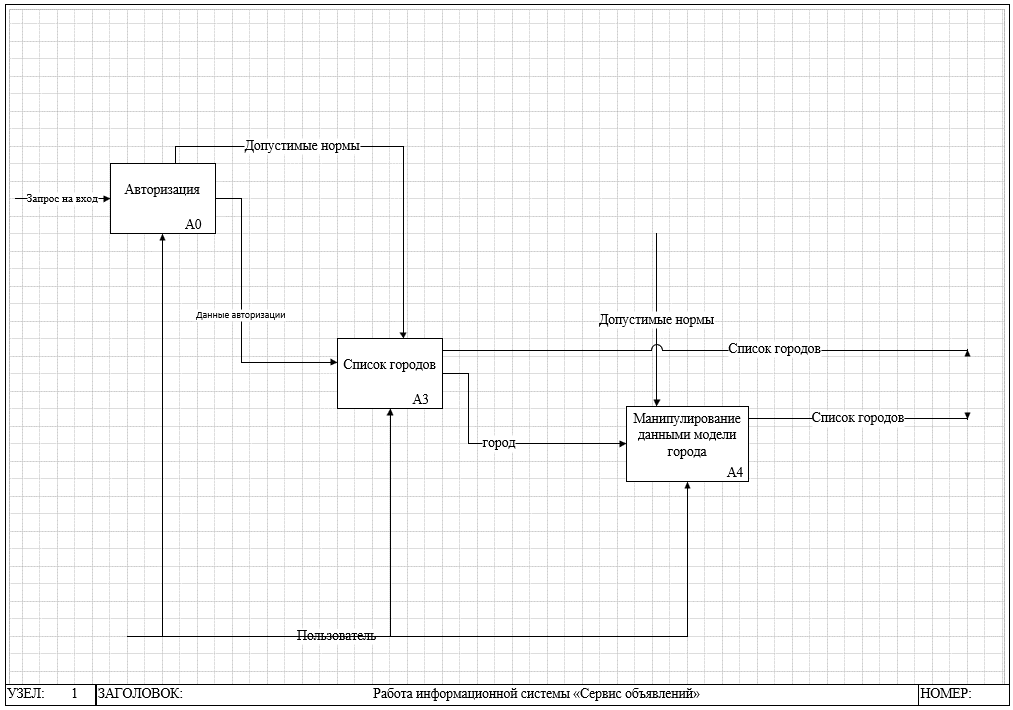 Допустимые нормы
Авторизация
Запрос на вход
A0
Данные авторизации
Допустимые нормы
Список городов
Список городов
A3
Список городов
Манипулирование
данными модели
города
город
A4
Пользователь
УЗЕЛ: 1 ЗАГОЛОВОК: Работа информационной системы «Сервис объявлений» НОМЕР: